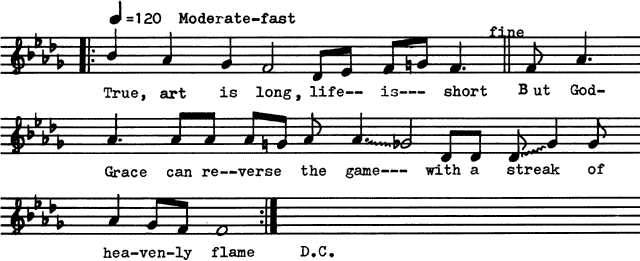 =120 Moderate-fast
fine
True, art is long, life-- is--- short But God-
Grace can re--verse the game--- with a streak of
hea-ven-ly flame D.C.